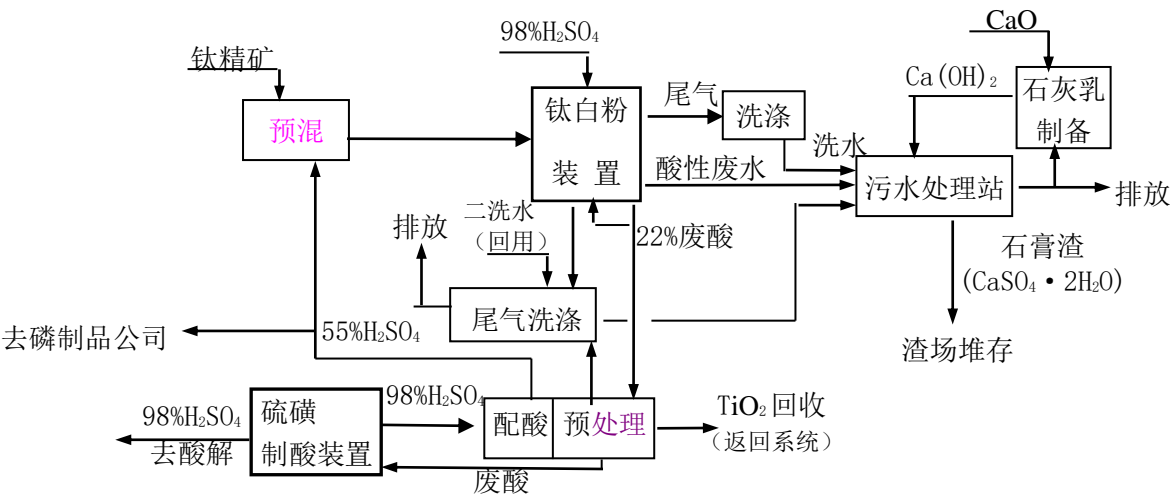 98%H₂SO₄
CaO
钛精矿
预混
钛白粉
装 置
尾气
洗涤
Ca(OH)₂
石灰乳
制备
洗水
酸性废水
污水处理站
排放
二洗水
（回用）
排放
22%废酸
石膏渣
(CaSO₄•2H₂O)
尾气洗涤
去磷制品公司
55%H₂SO₄
渣场堆存
98%H₂SO₄
去酸解
硫磺
制酸装置
98%H₂SO₄
配酸
预处理
TiO₂回收
（返回系统）
废酸